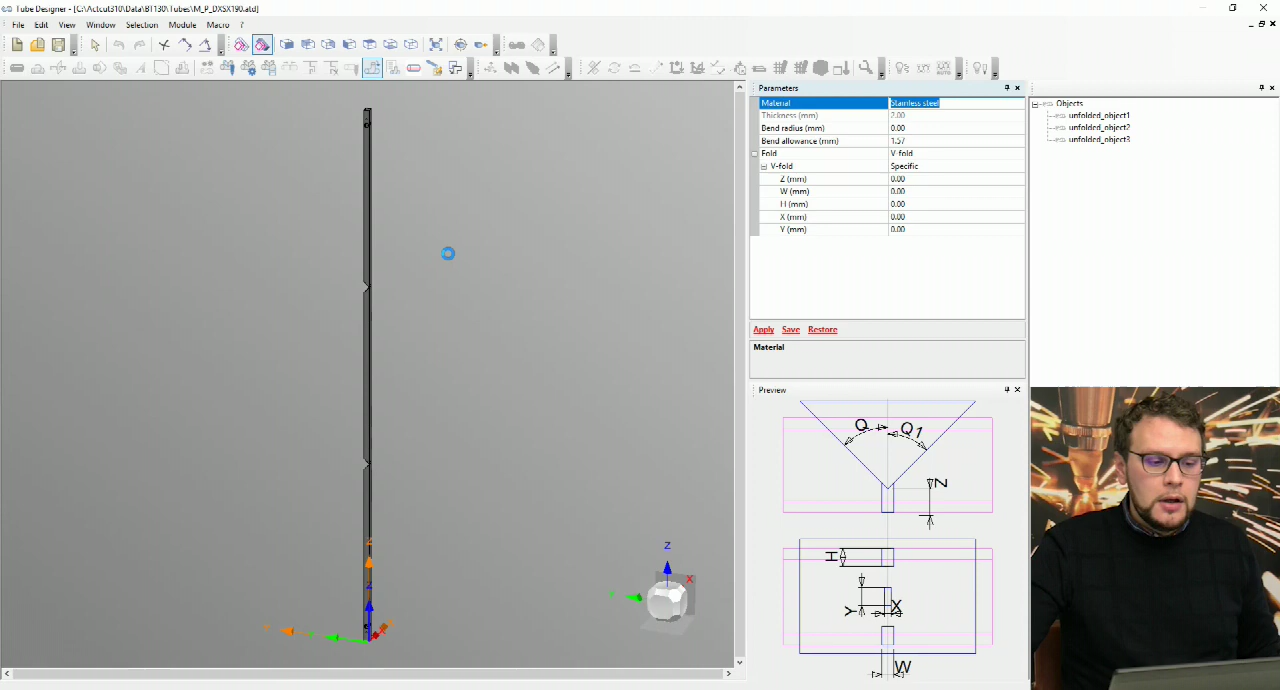 Tube Designer - [C:\Actcut310\Data\BT130\Tubes\M_P_DXSX190.atd]
File Edit View Window Selection Module Macro ?
Parameters
Material Stainless steel
Thickness (mm) 2.00
Bend radius (mm) 0.00
Bend allowance (mm) 1.57
Fold V-fold
V-fold Specific
Z (mm) 0.00
W (mm) 0.00
H (mm) 0.00
X (mm) 0.00
Y (mm) 0.00
Apply Save Restore
Material
Preview
Q Q1
Z
H
Y X
W
Objects
unfolded_object1
unfolded_object2
unfolded_object3
Z
X
Z
Z
X